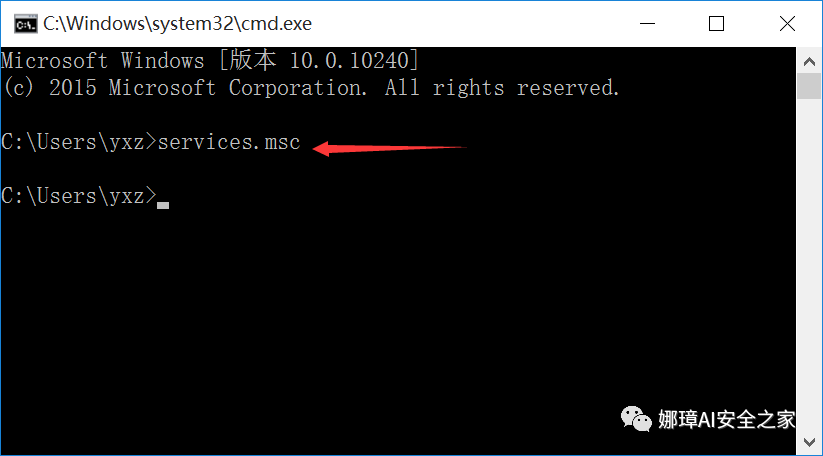 C:\Windows\system32\cmd.exe
Microsoft Windows [版本 10.0.10240]
(c) 2015 Microsoft Corporation. All rights reserved.
C:\Users\yxz>services.msc
C:\Users\yxz>
娜璋AI安全之家